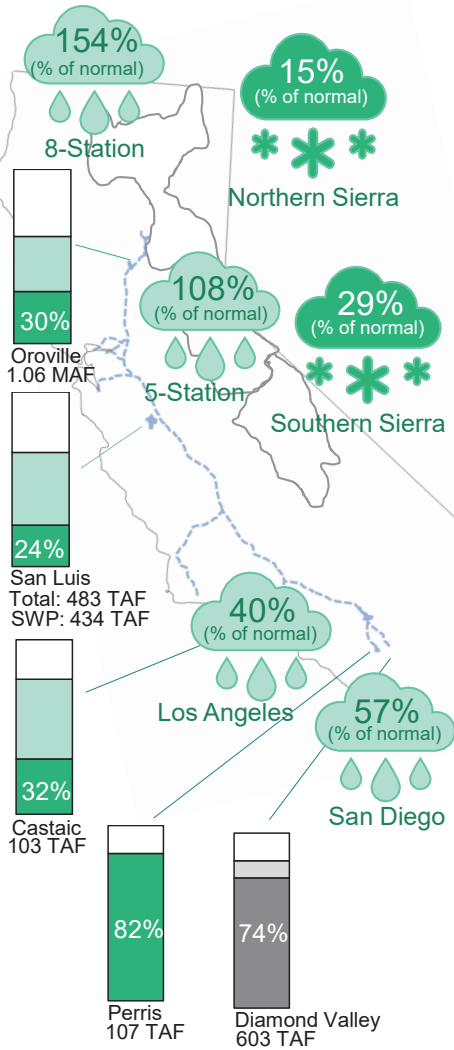 154%
(% of normal)
8-Station
15%
(% of normal)
Northern Sierra
30%
Oroville
1.06 MAF
108%
(% of normal)
5-Station
29%
(% of normal)
Southern Sierra
24%
San Luis
Total: 483 TAF
SWP: 434 TAF
40%
(% of normal)
Los Angeles
57%
(% of normal)
San Diego
32%
Castaic
103 TAF
82%
Perris
107 TAF
74%
Diamond Valley
603 TAF